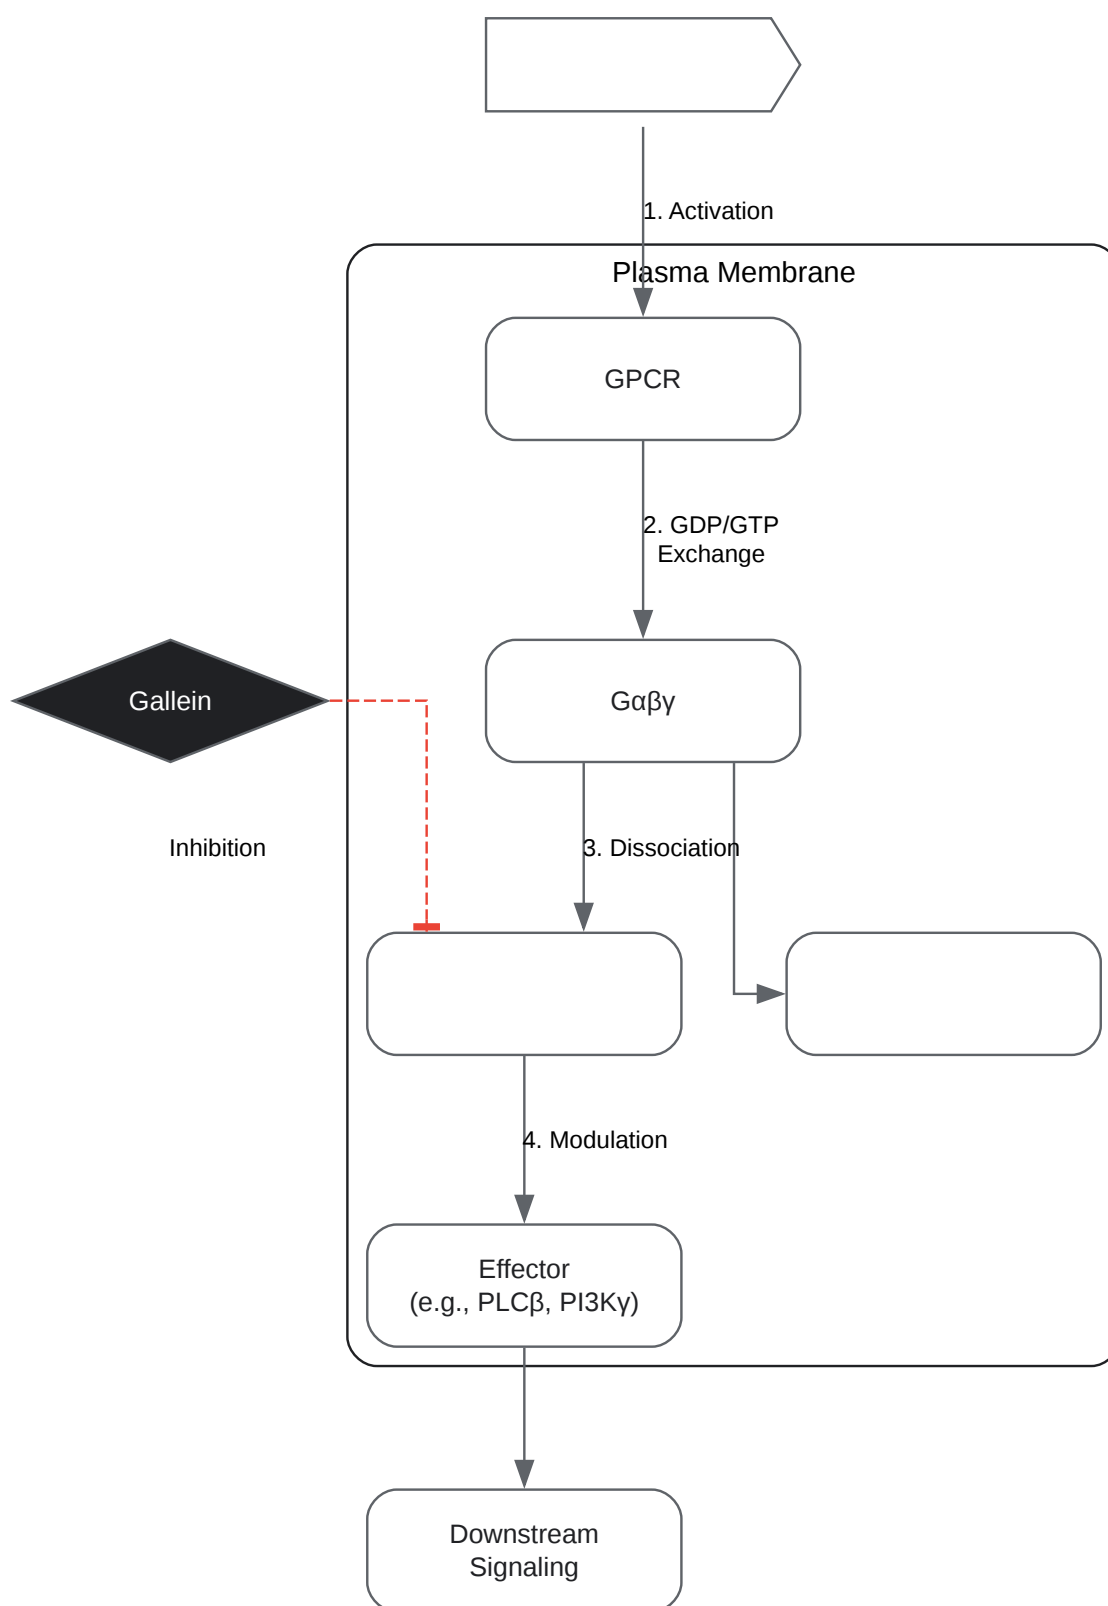 1. Activation
Plasma Membrane
GPCR
2. GDP/GTP
Exchange
Gallein
Gαβγ
Inhibition
3. Dissociation
4. Modulation
Effector
(e.g., PLCβ, PI3Kγ)
Downstream
Signaling